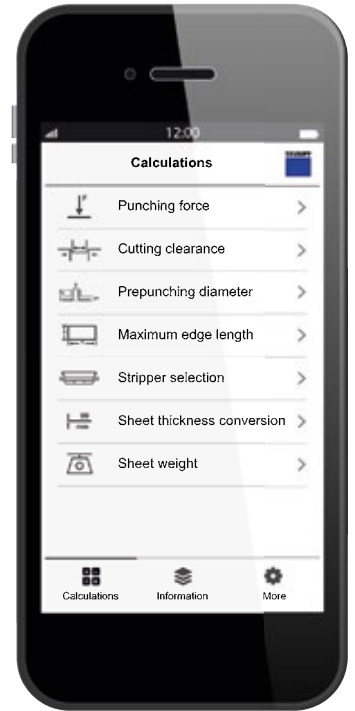 12:00
Calculations
TRUMPF
Punching force
Cutting clearance
Prepunching diameter
Maximum edge length
Stripper selection
Sheet thickness conversion
Sheet weight
Calculations Information More